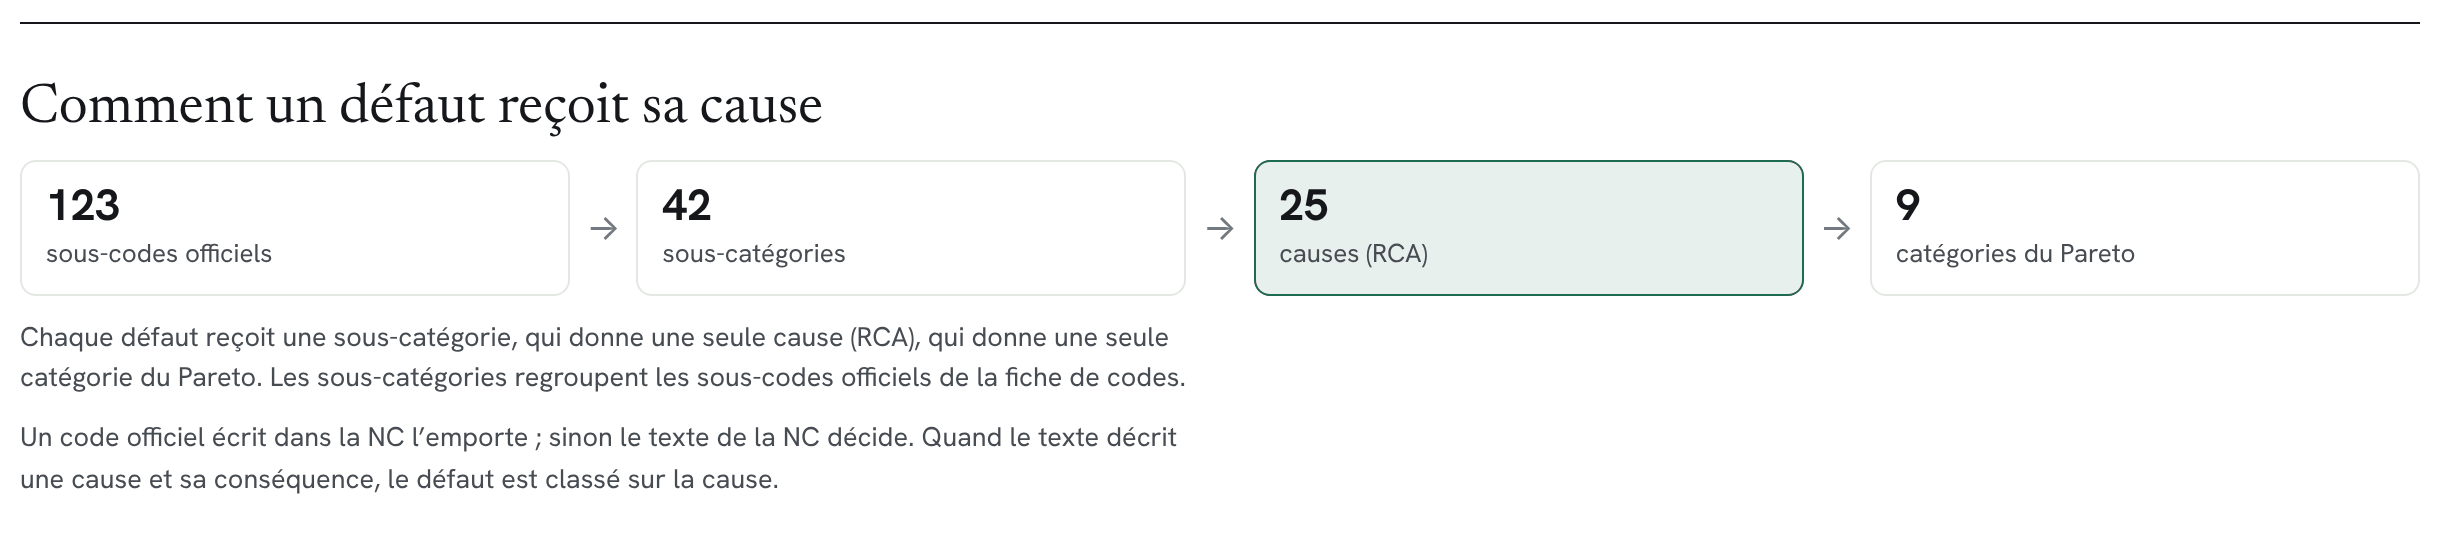 Comment un défaut reçoit sa cause
123
sous-codes officiels
→
42
sous-catégories
→
25
causes (RCA)
→
9
catégories du Pareto
Chaque défaut reçoit une sous-catégorie, qui donne une seule cause (RCA), qui donne une seule
catégorie du Pareto. Les sous-catégories regroupent les sous-codes officiels de la fiche de codes.
Un code officiel écrit dans la NC l’emporte ; sinon le texte de la NC décide. Quand le texte décrit
une cause et sa conséquence, le défaut est classé sur la cause.